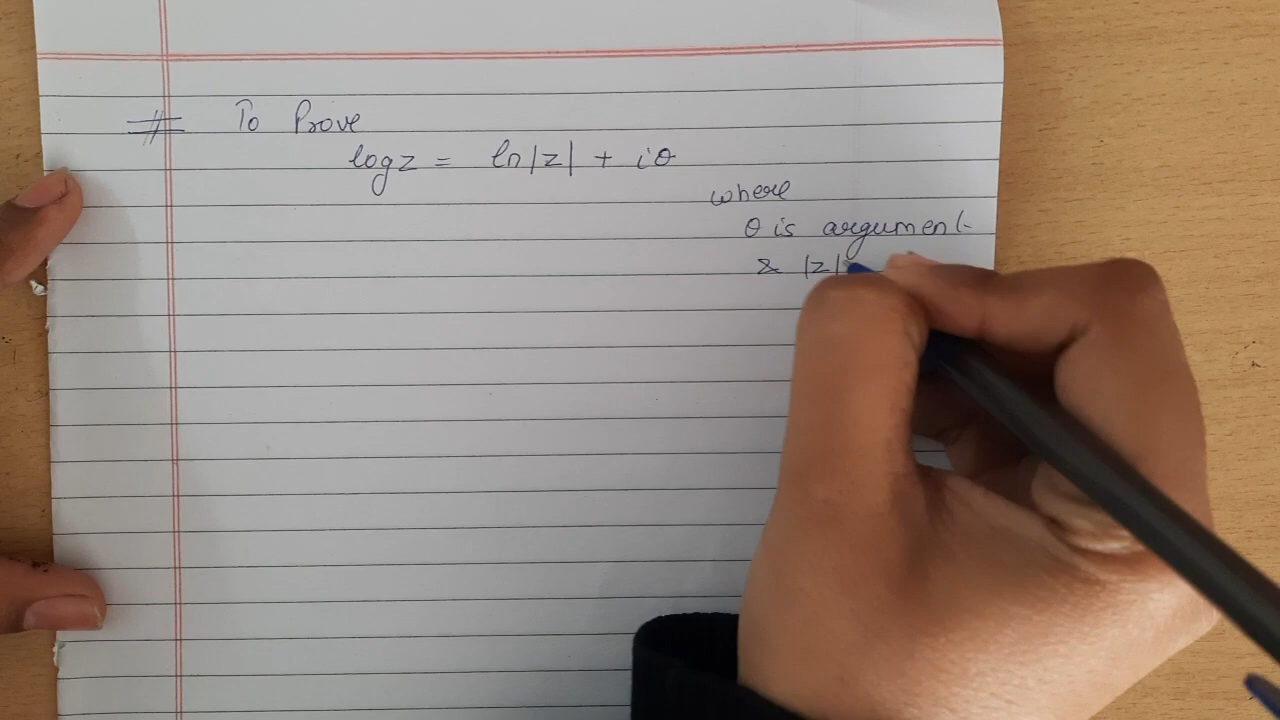 # To Prove
log z = ln|z| + iθ
where
θ is argument
& |z|